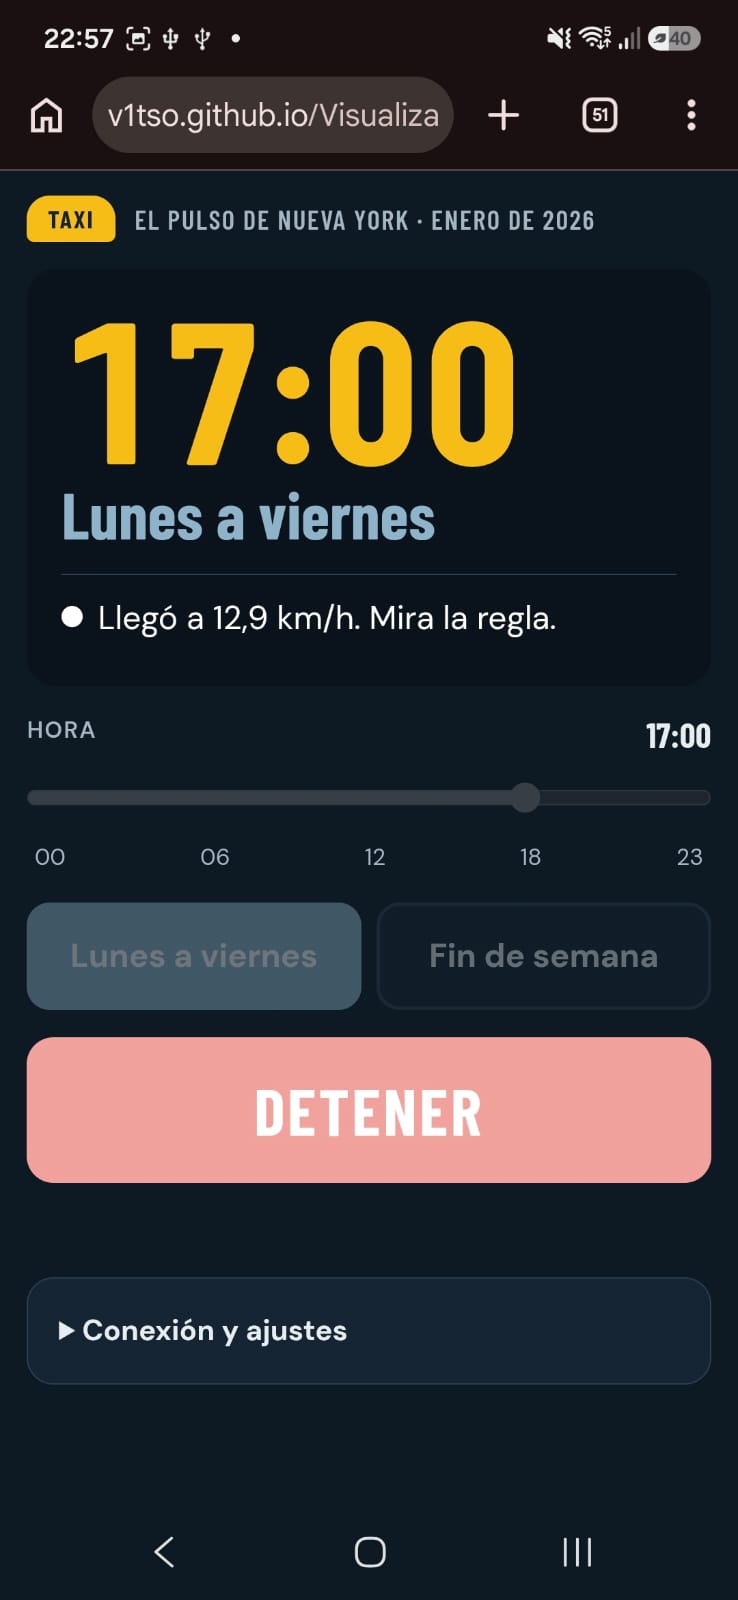 22:57
5
40
v1tso.github.io/Visualiza
51
TAXI EL PULSO DE NUEVA YORK · ENERO DE 2026
17:00
Lunes a viernes
Llegó a 12,9 km/h. Mira la regla.
HORA 17:00
00 06 12 18 23
Lunes a viernes Fin de semana
DETENER
Conexión y ajustes